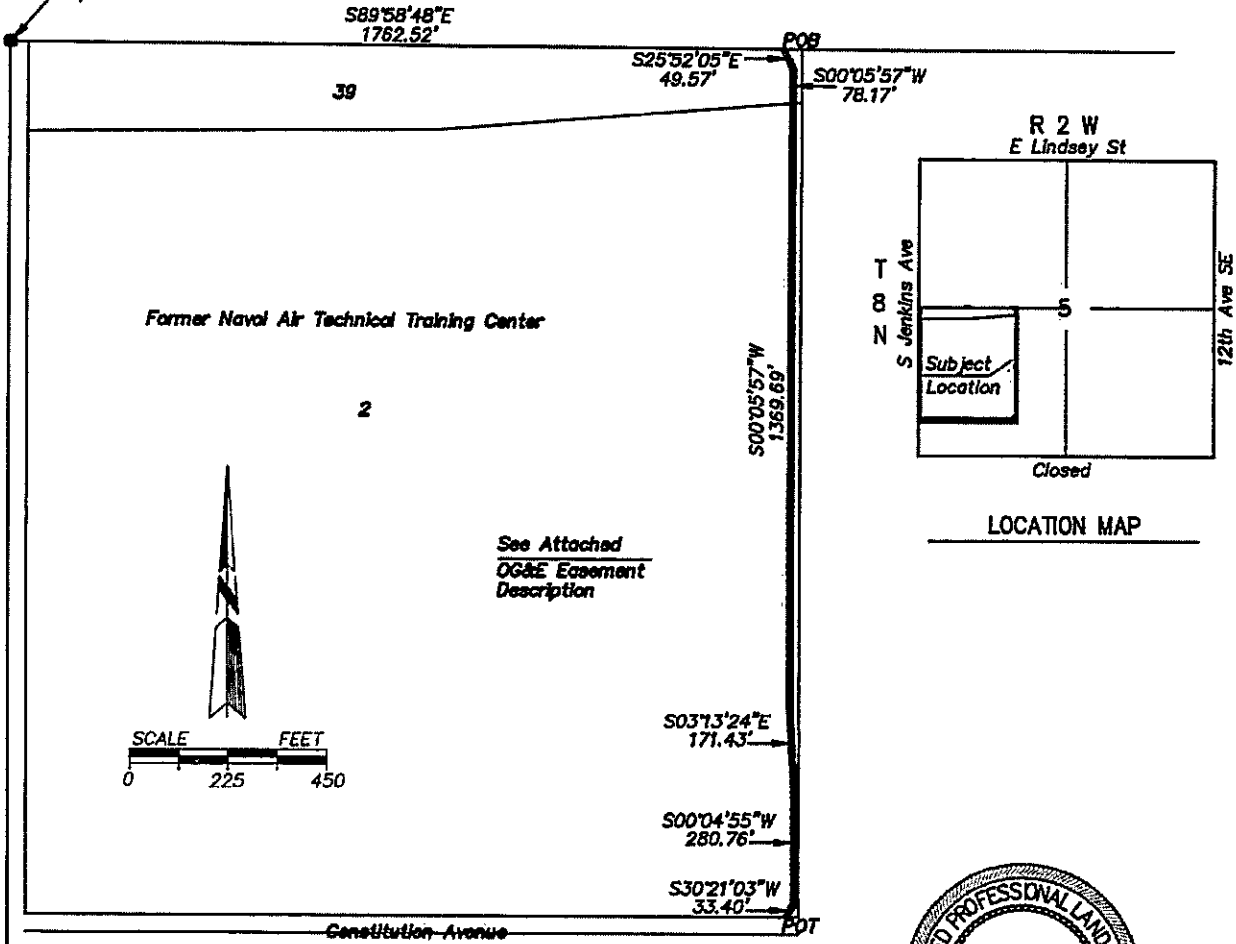 S89°58'48"E
1762.52'
POB
S25°52'05"E
49.57'
S00°05'57"W
78.17'
39
R 2 W
E Lindsey St
T
8
N
S Jenkins Ave
5
12th Ave SE
Subject
Location
Closed
LOCATION MAP
Former Naval Air Technical Training Center
2
S00°05'57"W
1369.69'
See Attached
OG&E Easement
Description
SCALE FEET
0 225 450
S03°13'24"E
171.43'
S00°04'55"W
280.76'
S30°21'03"W
33.40'
POT
Constitution Avenue
PROFESSIONAL LAND